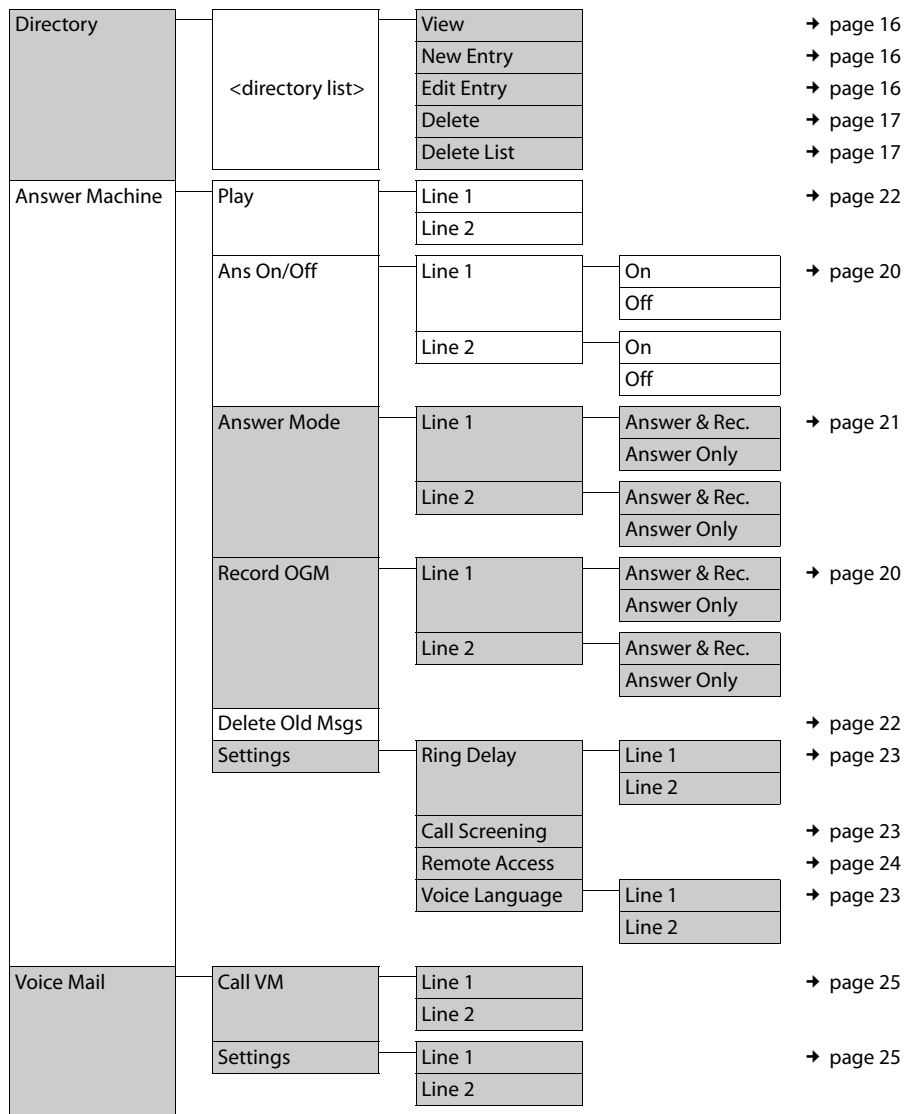 Directory View ➔ page 16
New Entry ➔ page 16
<directory list> Edit Entry ➔ page 16
Delete ➔ page 17
Delete List ➔ page 17
Answer Machine Play Line 1 ➔ page 22
Line 2
Ans On/Off Line 1 On ➔ page 20
Off
Line 2 On
Off
Answer Mode Line 1 Answer & Rec. ➔ page 21
Answer Only
Line 2 Answer & Rec.
Answer Only
Record OGM Line 1 Answer & Rec. ➔ page 20
Answer Only
Line 2 Answer & Rec.
Answer Only
Delete Old Msgs ➔ page 22
Settings Ring Delay Line 1 ➔ page 23
Line 2
Call Screening ➔ page 23
Remote Access ➔ page 24
Voice Language Line 1 ➔ page 23
Line 2
Voice Mail Call VM Line 1 ➔ page 25
Line 2
Settings Line 1 ➔ page 25
Line 2